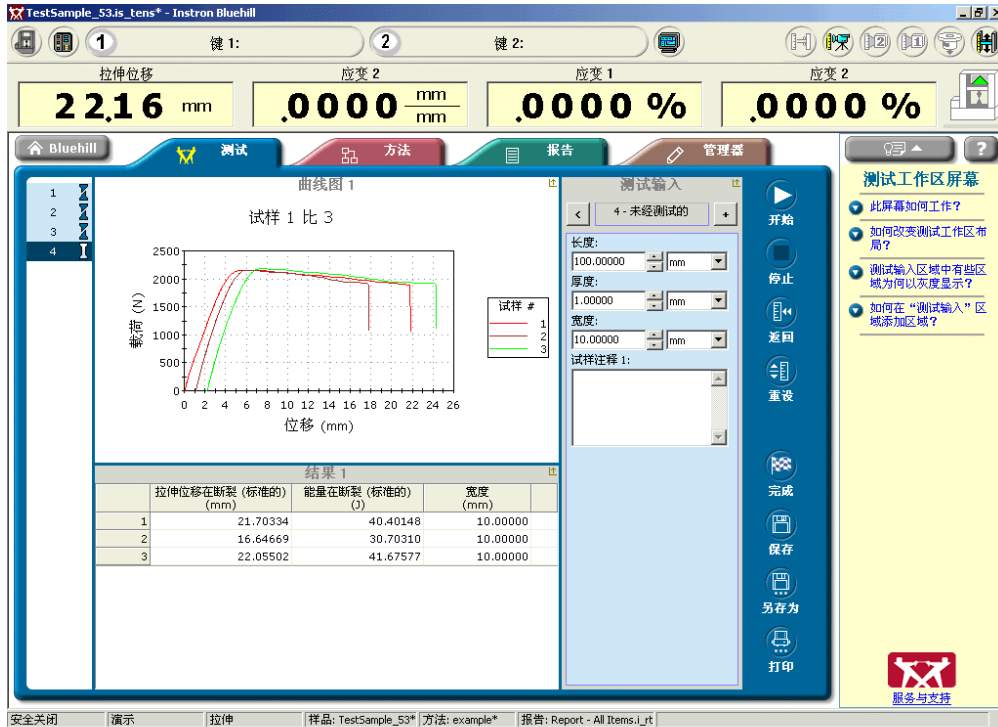 TestSample_53.is_tens* - Instron Bluehill
1 键 1: 2 键 2:
拉伸位移 应变 2 应变 1 应变 2
22.16 mm .0000 mm/mm .0000 % .0000 %
Bluehill 测试 方法 报告 管理器 ?
1
2
3
4
曲线图 1
试样 1 比 3
载荷 (N)
2500
2000
1500
1000
500
0
0 2 4 6 8 10 12 14 16 18 20 22 24 26
位移 (mm)
试样 #
1
2
3
结果 1
拉伸位移在断裂 (标准的) 能量在断裂 (标准的) 宽度
(mm) (J) (mm)
1 21.70334 40.40148 10.00000
2 16.64669 30.70310 10.00000
3 22.05502 41.67577 10.00000
测试输入
< 4 - 未经测试的 +
长度:
100.00000 mm
厚度:
1.00000 mm
宽度:
10.00000 mm
试样注释 1:
开始
停止
返回
重设
完成
保存
另存为
打印
测试工作区屏幕
此屏幕如何工作?
如何改变测试工作区布
局?
测试输入区域中有些区
域为何以灰度显示?
如何在“测试输入”区
域添加区域?
服务与支持
安全关闭 演示 拉伸 样品: TestSample_53* 方法: example* 报告: Report - All Items.i_rt